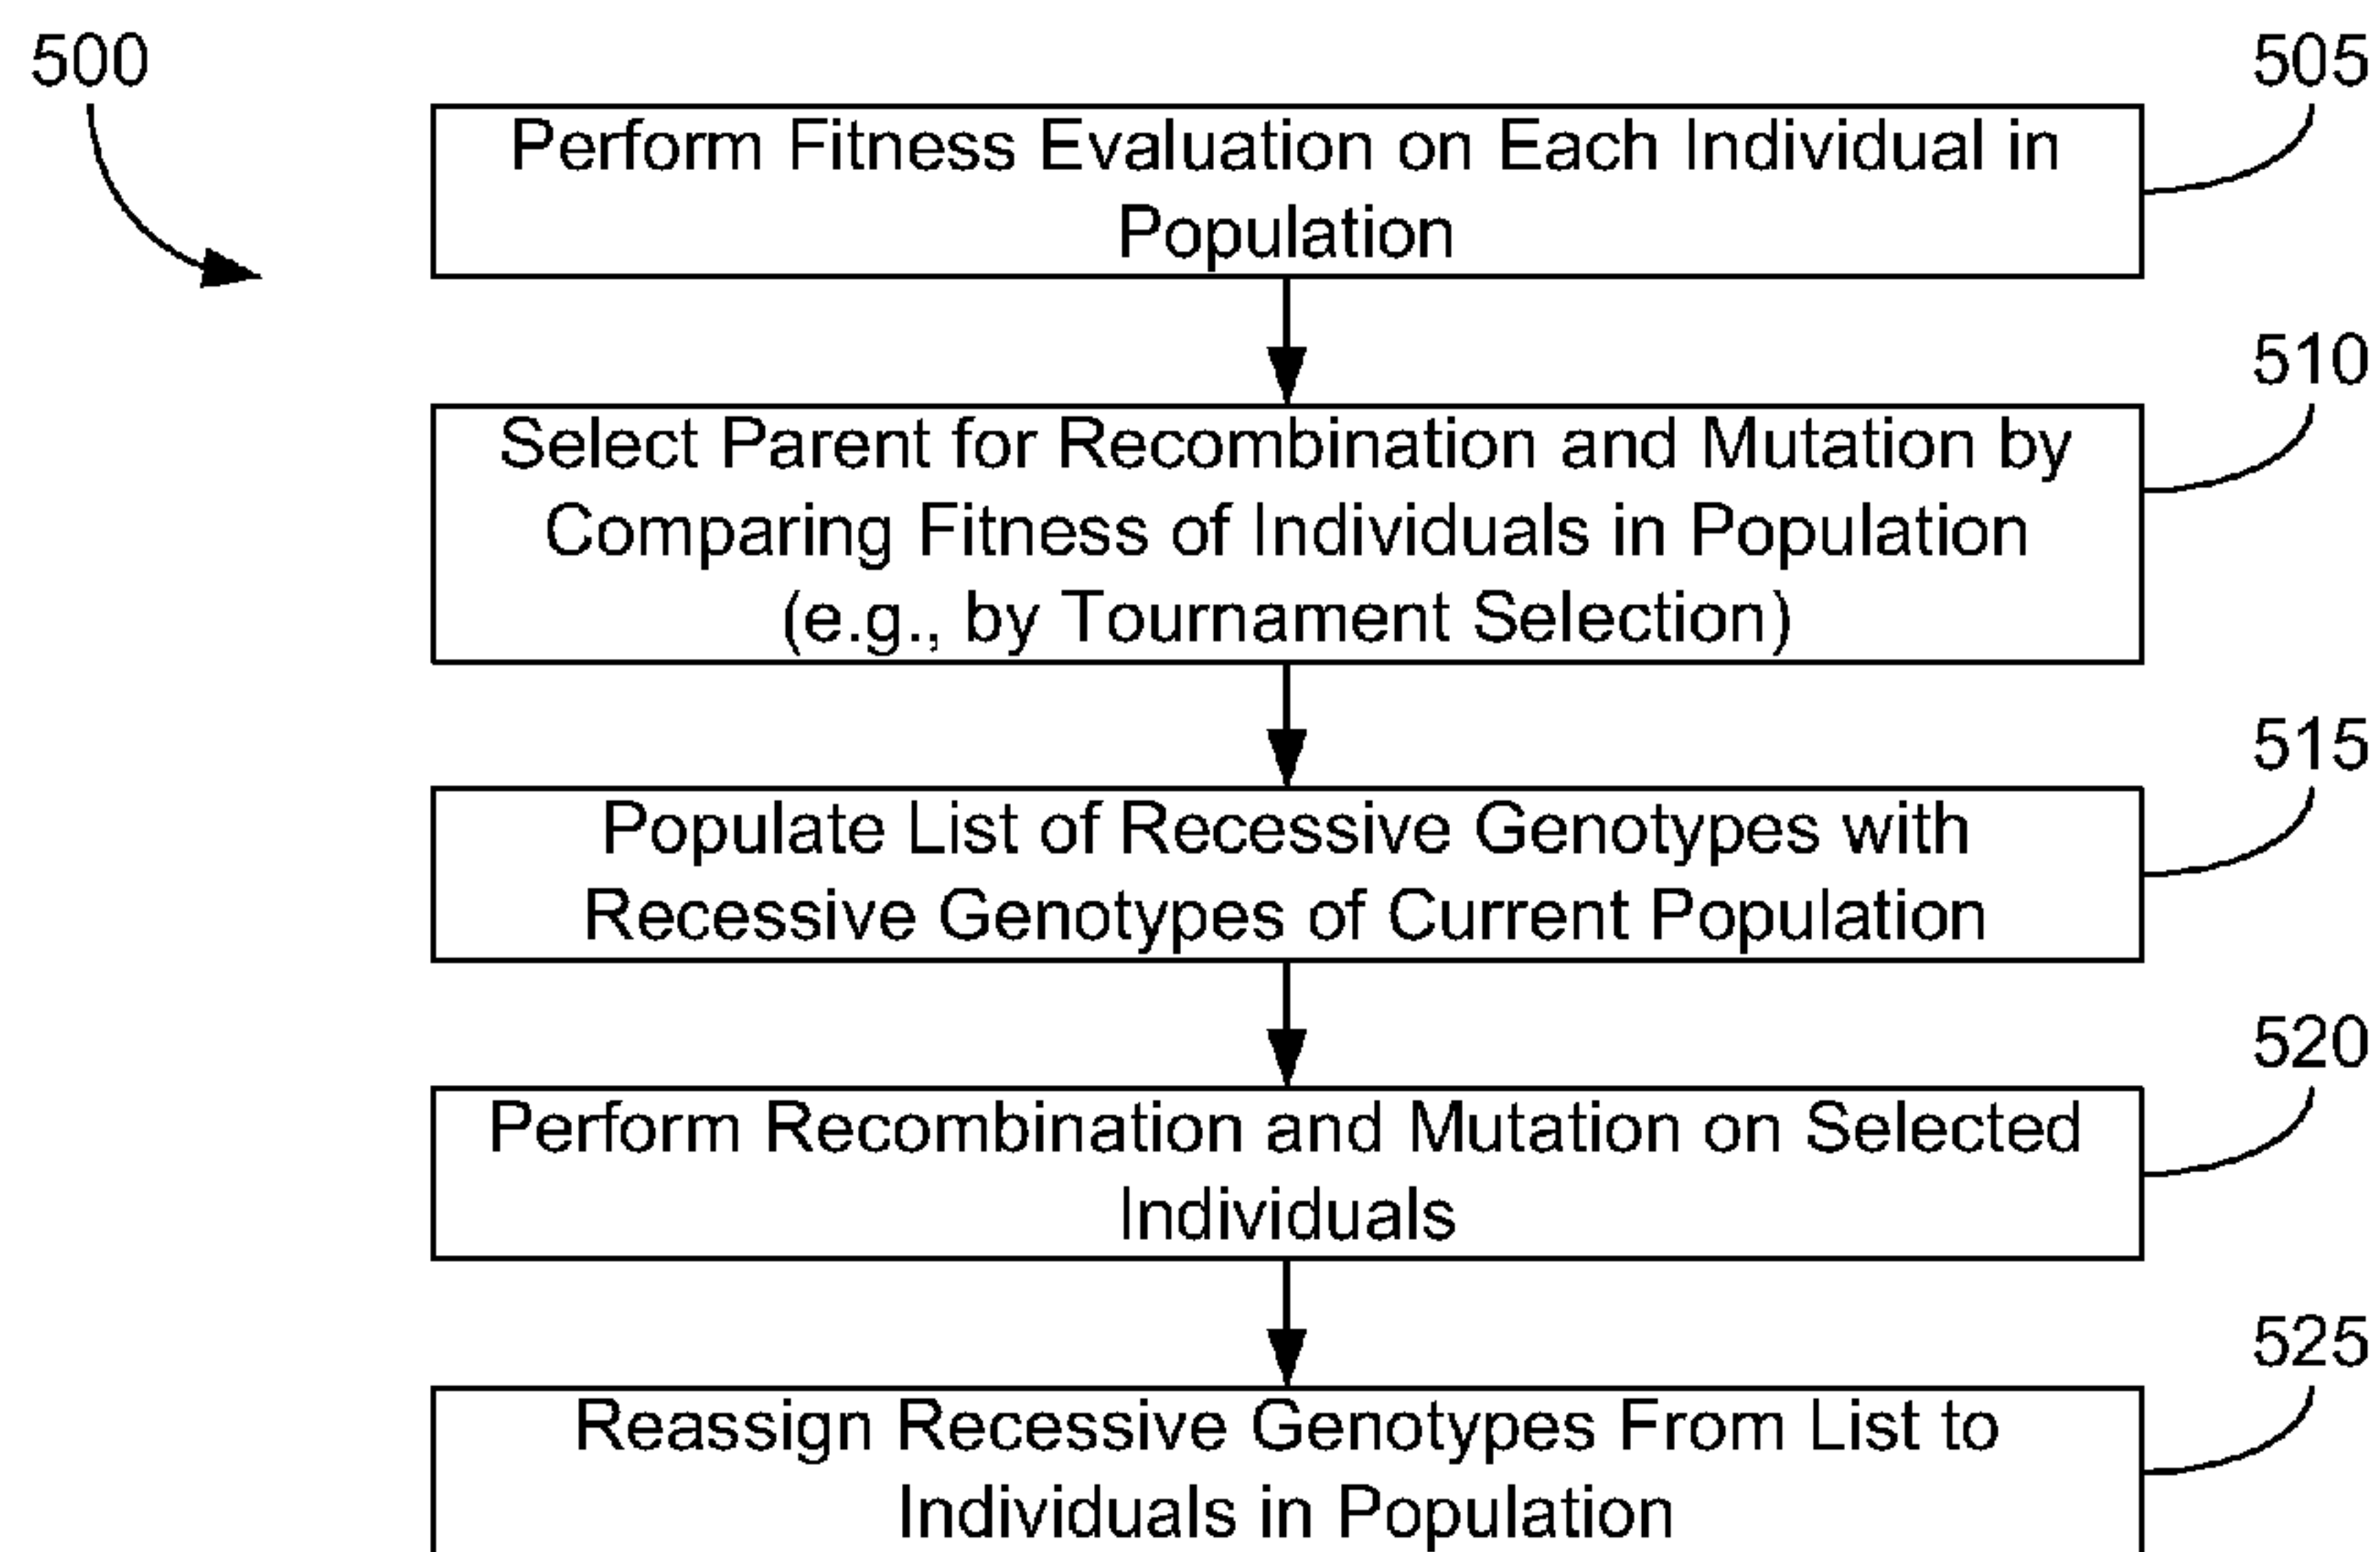 500
505
Perform Fitness Evaluation on Each Individual in
Population
510
Select Parent for Recombination and Mutation by
Comparing Fitness of Individuals in Population
(e.g., by Tournament Selection)
515
Populate List of Recessive Genotypes with
Recessive Genotypes of Current Population
520
Perform Recombination and Mutation on Selected
Individuals
525
Reassign Recessive Genotypes From List to
Individuals in Population